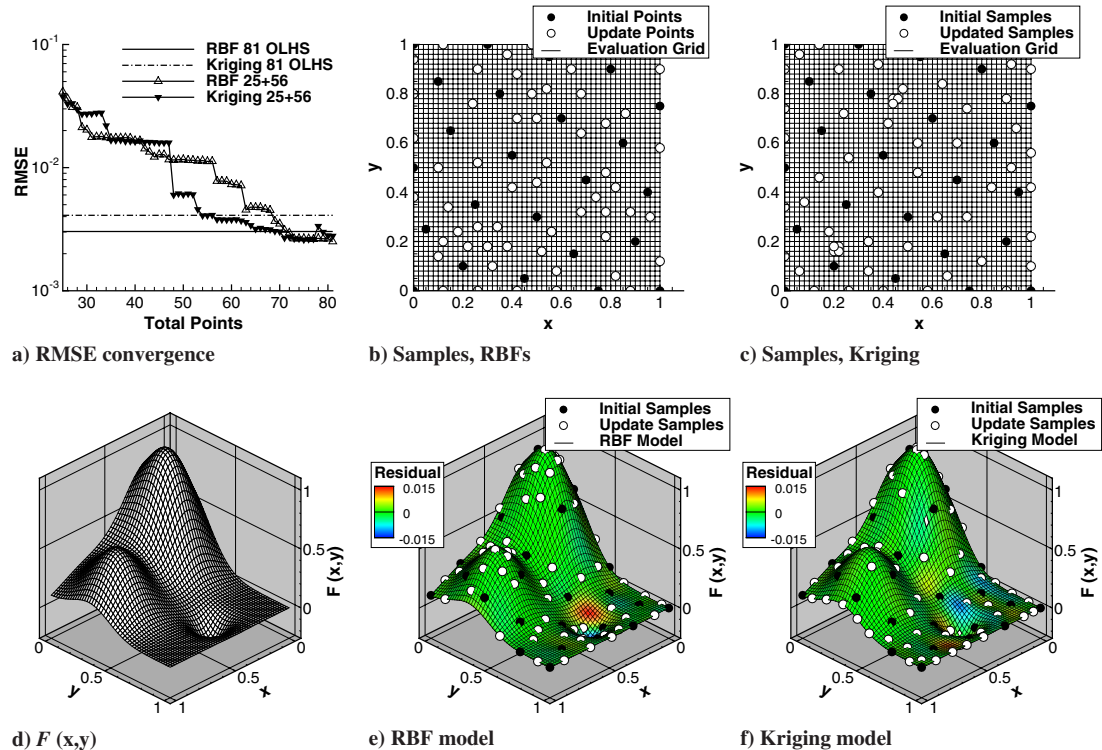 10⁻¹
10⁻²
10⁻³
RMSE
RBF 81 OLHS
Kriging 81 OLHS
RBF 25+56
Kriging 25+56
30 40 50 60 70 80
Total Points
a) RMSE convergence
Initial Points
Update Points
Evaluation Grid
1
0.8
0.6
0.4
0.2
0
y
0 0.2 0.4 0.6 0.8 1
x
b) Samples, RBFs
Initial Samples
Updated Samples
Evaluation Grid
1
0.8
0.6
0.4
0.2
0
y
0 0.2 0.4 0.6 0.8 1
x
c) Samples, Kriging
1
0.5
0
F (x,y)
0
0.5
1
y
0
0.5
1
x
d) F (x,y)
Initial Samples
Update Samples
RBF Model
Residual
0.015
0
-0.015
1
0.5
0
F (x,y)
0
0.5
1
y
0
0.5
1
x
e) RBF model
Initial Samples
Update Samples
Kriging Model
Residual
0.015
0
-0.015
1
0.5
0
F (x,y)
0
0.5
1
y
0
0.5
1
x
f) Kriging model